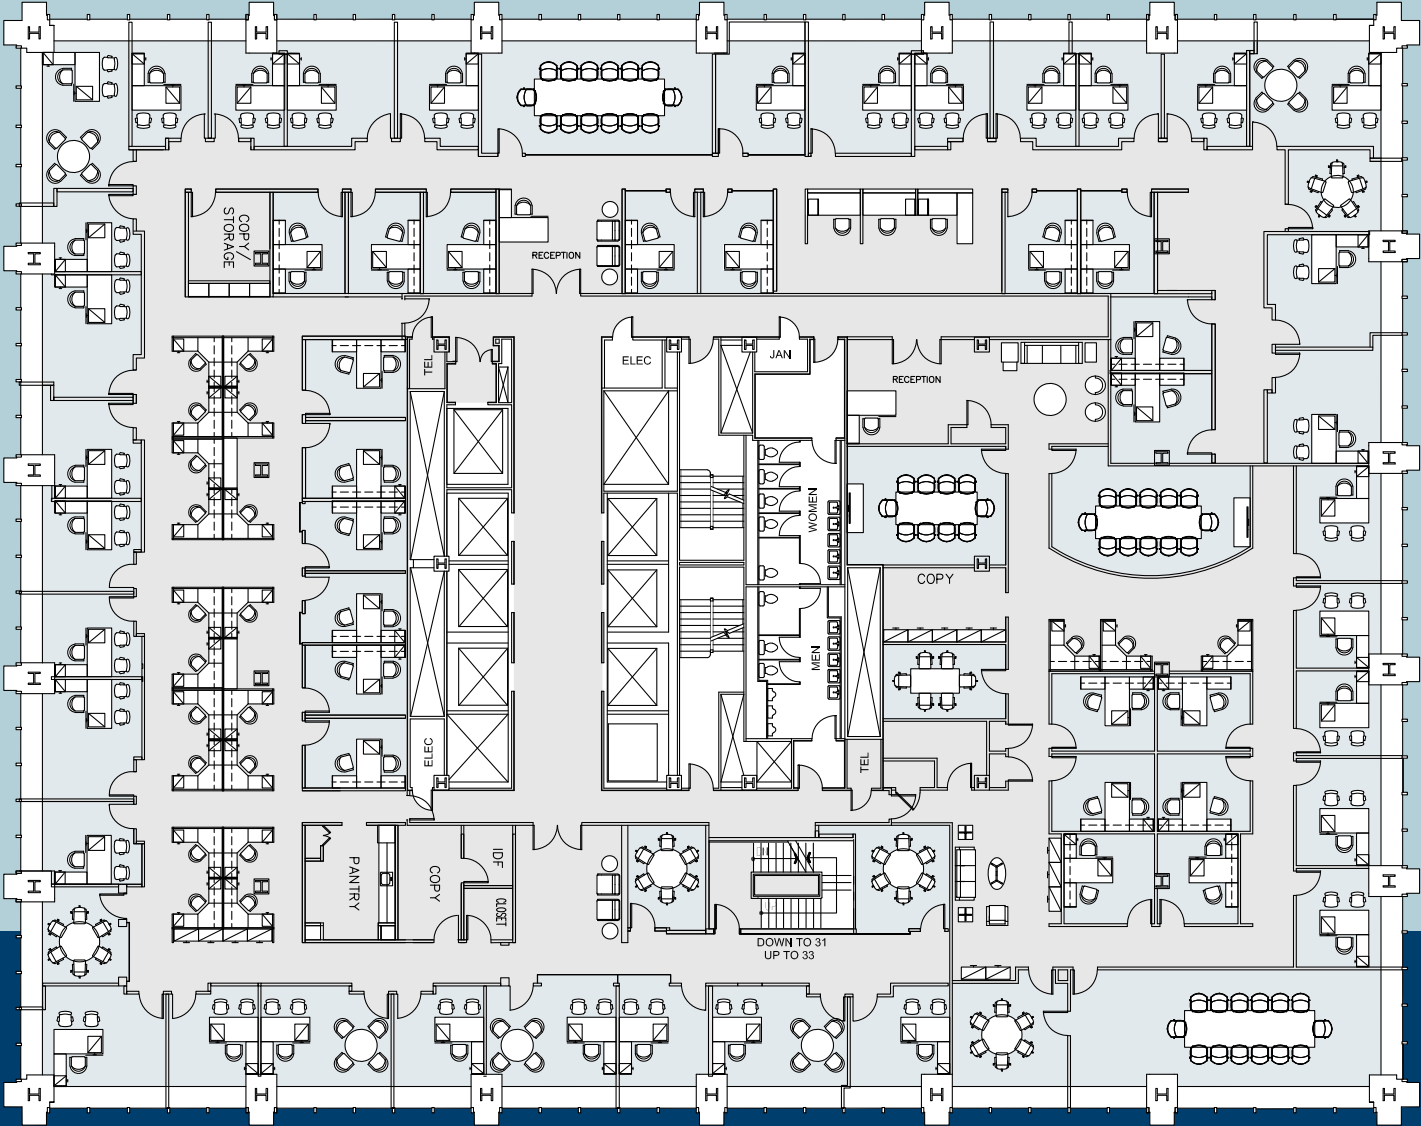 COPY /
STORAGE
RECEPTION
TEL
ELEC
JAN
RECEPTION
WOMEN
COPY
MEN
ELEC
TEL
PANTRY
COPY
IDF
CLOSET
DOWN TO 31
UP TO 33